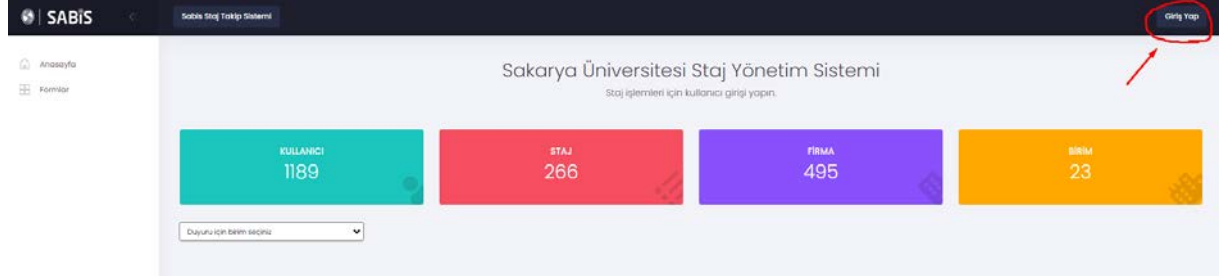 SABİS
Sabis Staj Takip Sistemi
Giriş Yap
Anasayfa
Formlar
Sakarya Üniversitesi Staj Yönetim Sistemi
Staj işlemleri için kullanıcı girişi yapın.
KULLANICI
1189
STAJ
266
FİRMA
495
BİRİM
23
Duyuru için birim seçiniz